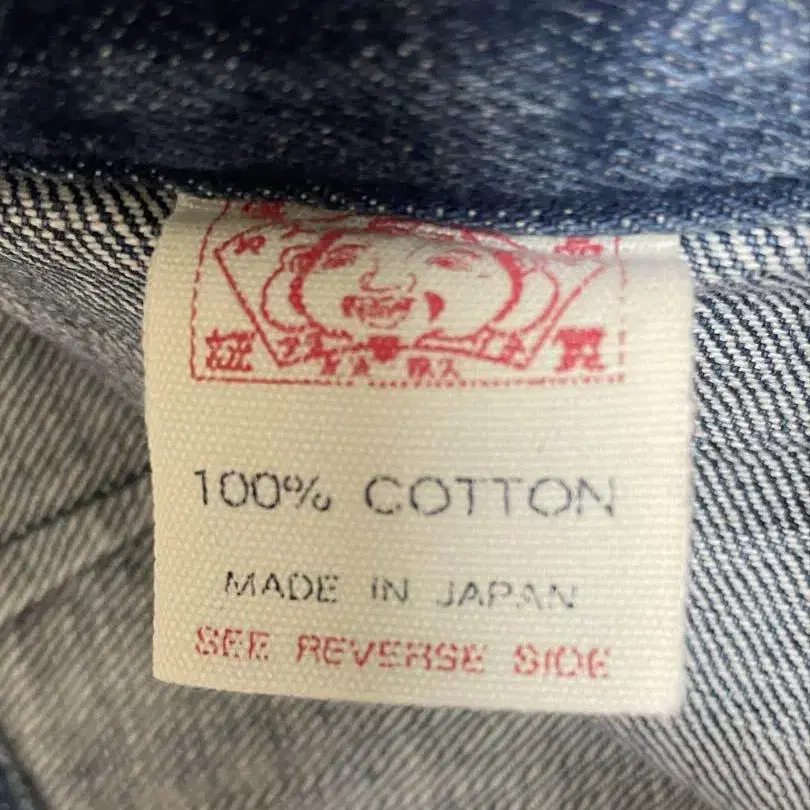 100% COTTON
MADE IN JAPAN
SEE REVERSE SIDE